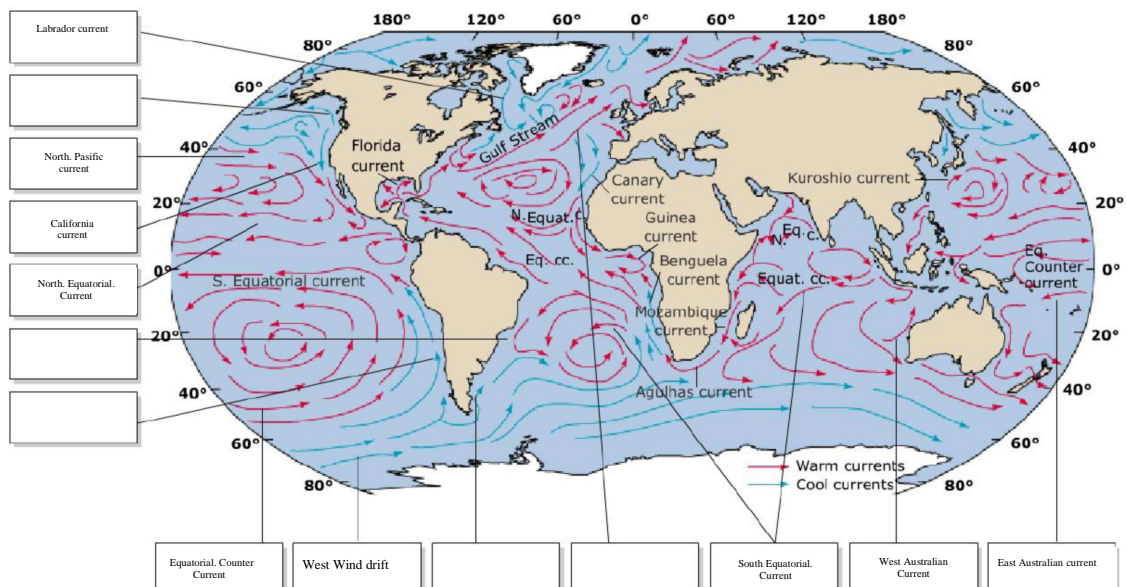 Labrador current
North. Pasific
current
California
current
North. Equatorial.
Current
180° 120° 60° 0° 60° 120° 180°
80° 80°
60° 60°
40° 40°
20° 20°
0° 0°
20° 20°
40° 40°
60° 60°
80° 80°
Florida
current
Gulf Stream
Canary
current
N.Equat.c.
Guinea
current
Eq. cc.
Benguela
current
S. Equatorial current
Mozambique
current
Agulhas current
Kuroshio current
N. Eq. c.
Equat. cc.
Eq.
Counter
current
Warm currents
Cool currents
Equatorial. Counter
Current
West Wind drift
South Equatorial.
Current
West Australian
Current
East Australian current